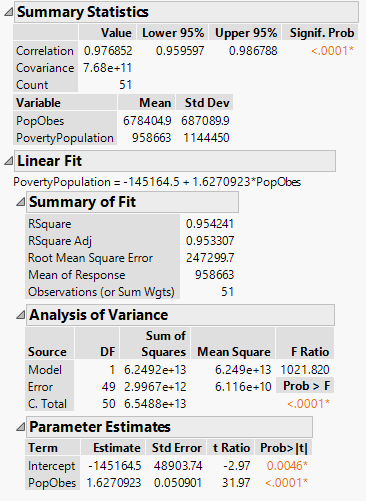 Summary Statistics
Value Lower 95% Upper 95% Signif. Prob
Correlation 0.976852 0.959597 0.986788 <.0001*
Covariance 7.68e+11
Count 51
Variable Mean Std Dev
PopObes 678404.9 687089.9
PovertyPopulation 958663 1144450
Linear Fit
PovertyPopulation = -145164.5 + 1.6270923*PopObes
Summary of Fit
RSquare 0.954241
RSquare Adj 0.953307
Root Mean Square Error 247299.7
Mean of Response 958663
Observations (or Sum Wgts) 51
Analysis of Variance
Sum of
Source DF Squares Mean Square F Ratio
Model 1 6.2492e+13 6.249e+13 1021.820
Error 49 2.9967e+12 6.116e+10 Prob > F
C. Total 50 6.5488e+13 <.0001*
Parameter Estimates
Term Estimate Std Error t Ratio Prob>|t|
Intercept -145164.5 48903.74 -2.97 0.0046*
PopObes 1.6270923 0.050901 31.97 <.0001*